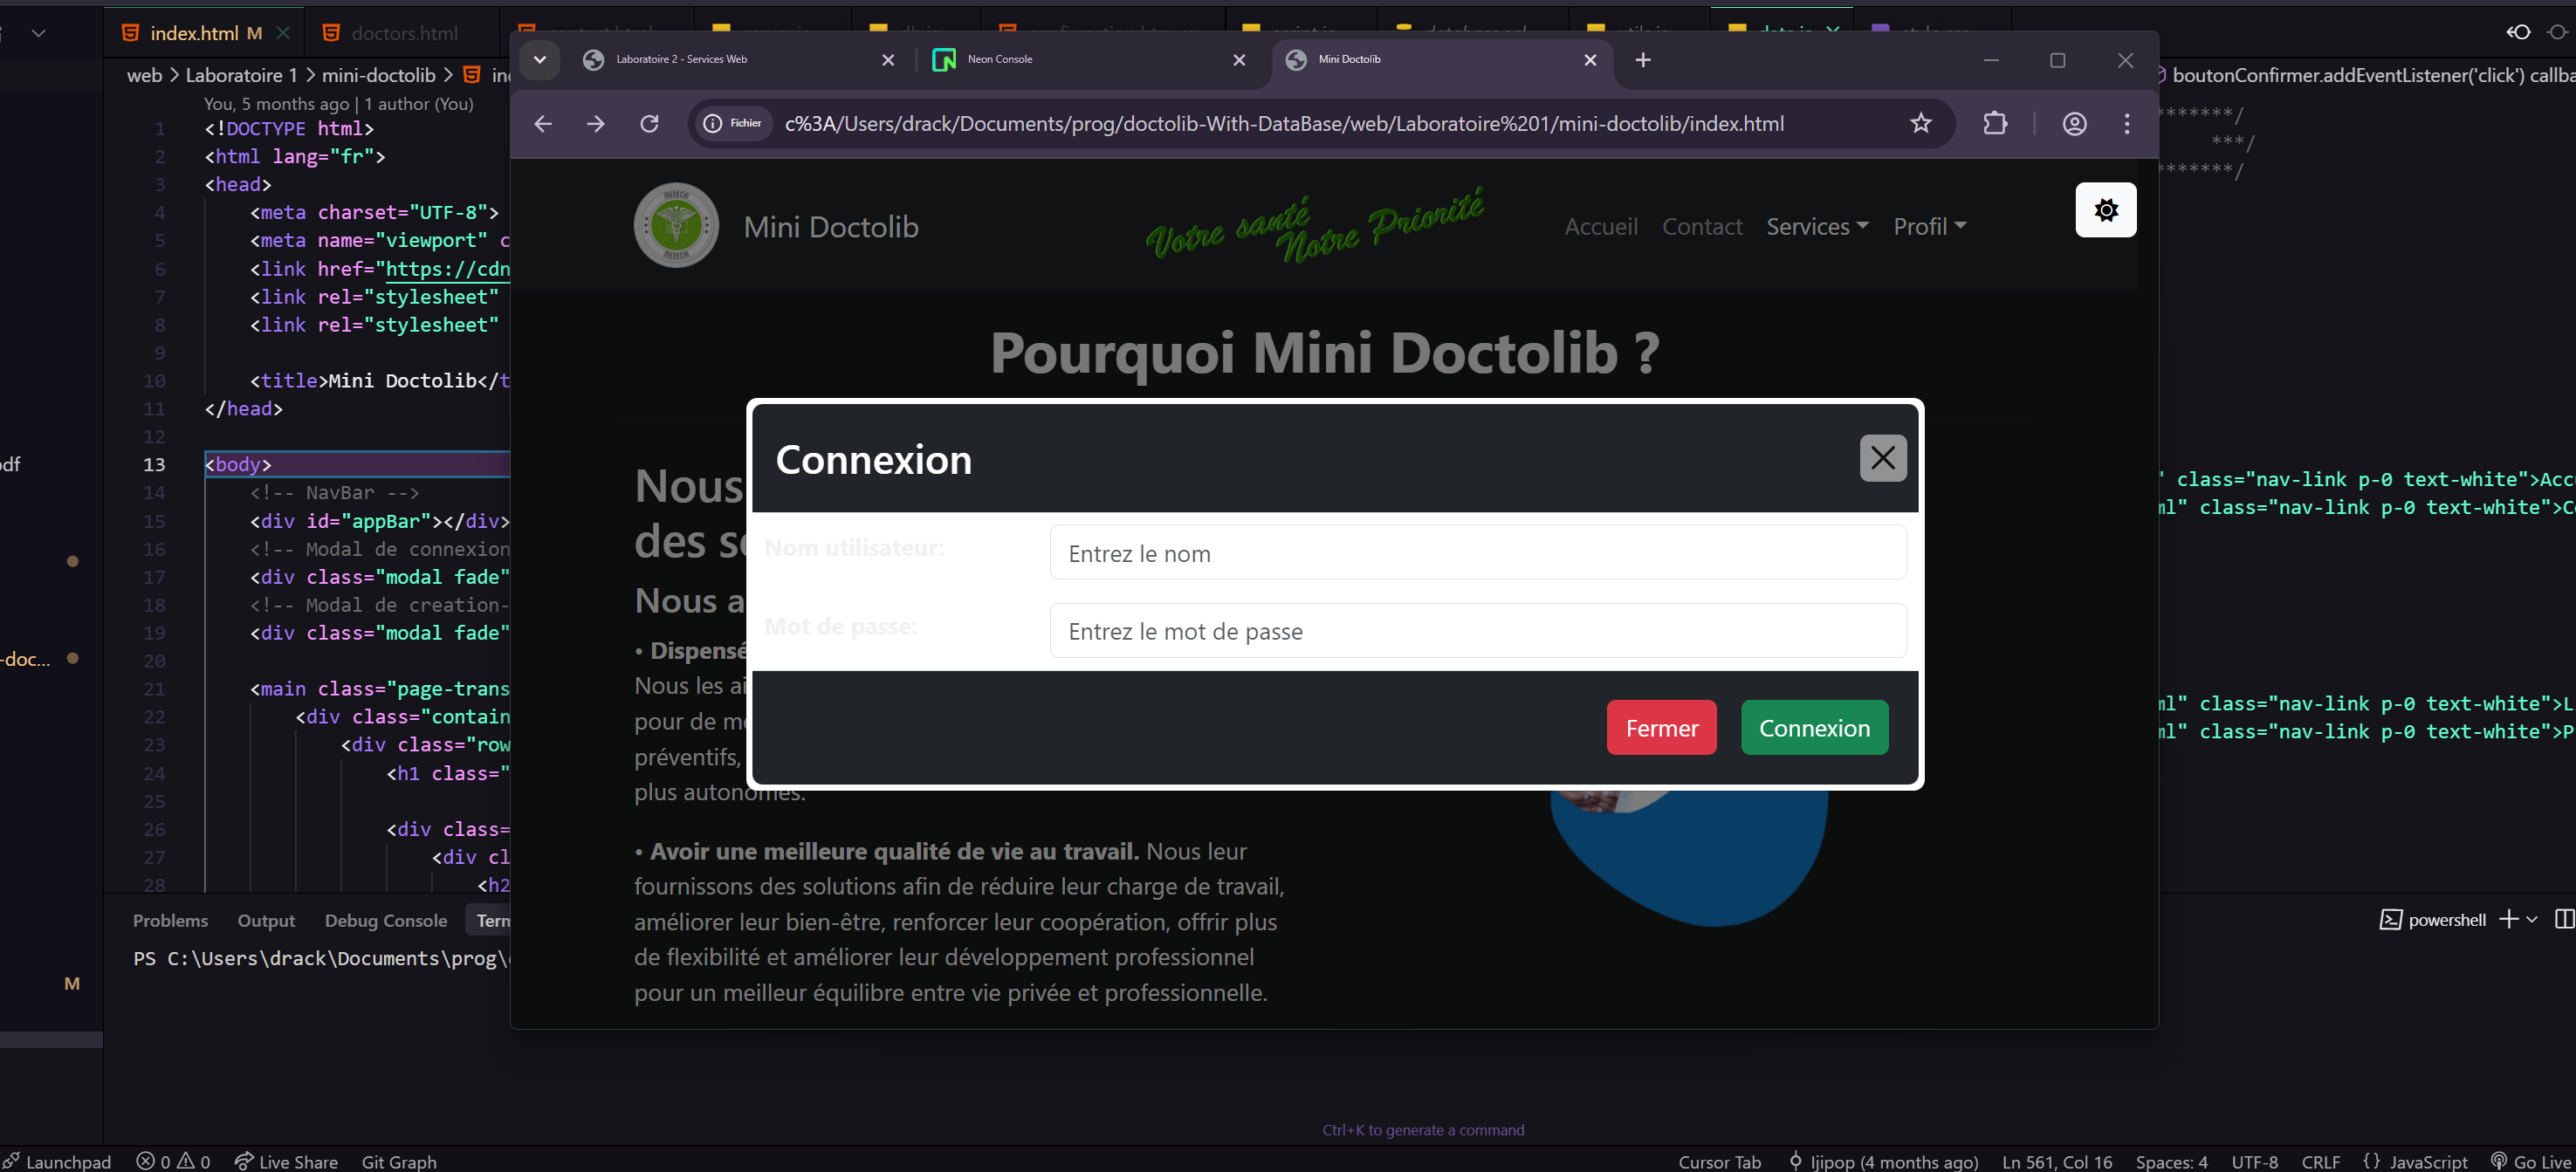 index.html M
doctors.html
web > Laboratoire 1 > mini-doctolib >
You, 5 months ago | 1 author (You)
1 <!DOCTYPE html>
2 <html lang="fr">
3 <head>
4 <meta charset="UTF-8">
5 <meta name="viewport" c
6 <link href="https://cdn
7 <link rel="stylesheet"
8 <link rel="stylesheet"
9
10 <title>Mini Doctolib</t
11 </head>
12
13 <body>
14 <!-- NavBar -->
15 <div id="appBar"></div>
16 <!-- Modal de connexion
17 <div class="modal fade"
18 <!-- Modal de creation-
19 <div class="modal fade"
20
21 <main class="page-trans
22 <div class="contain
23 <div class="row
24 <h1 class="
25
26 <div class=
27 <div cl
28 <h2
-doc...
M
Laboratoire 2 - Services Web
Neon Console
Mini Doctolib
Fichier
c%3A/Users/drack/Documents/prog/doctolib-With-DataBase/web/Laboratoire%201/mini-doctolib/index.html
MEDECIN
Mini Doctolib
Votre santé
Notre Priorité
Accueil
Contact
Services
Profil
Pourquoi Mini Doctolib ?
Connexion
Nom utilisateur:
Entrez le nom
Mot de passe:
Entrez le mot de passe
Fermer
Connexion
Nous
des s
Nous a
• Dispensé
Nous les ai
pour de m
préventifs,
plus autonomes.
• Avoir une meilleure qualité de vie au travail. Nous leur
fournissons des solutions afin de réduire leur charge de travail,
améliorer leur bien-être, renforcer leur coopération, offrir plus
de flexibilité et améliorer leur développement professionnel
pour un meilleur équilibre entre vie privée et professionnelle.
boutonConfirmer.addEventListener('click') callba
*******/
***/
*******/
" class="nav-link p-0 text-white">Acc
ml" class="nav-link p-0 text-white">C
ml" class="nav-link p-0 text-white">L
ml" class="nav-link p-0 text-white">P
Problems
Output
Debug Console
Term
powershell
PS C:\Users\drack\Documents\prog\
Ctrl+K to generate a command
Launchpad
0
0
Live Share
Git Graph
Cursor Tab
ljipop (4 months ago)
Ln 561, Col 16
Spaces: 4
UTF-8
CRLF
{} JavaScript
Go Live